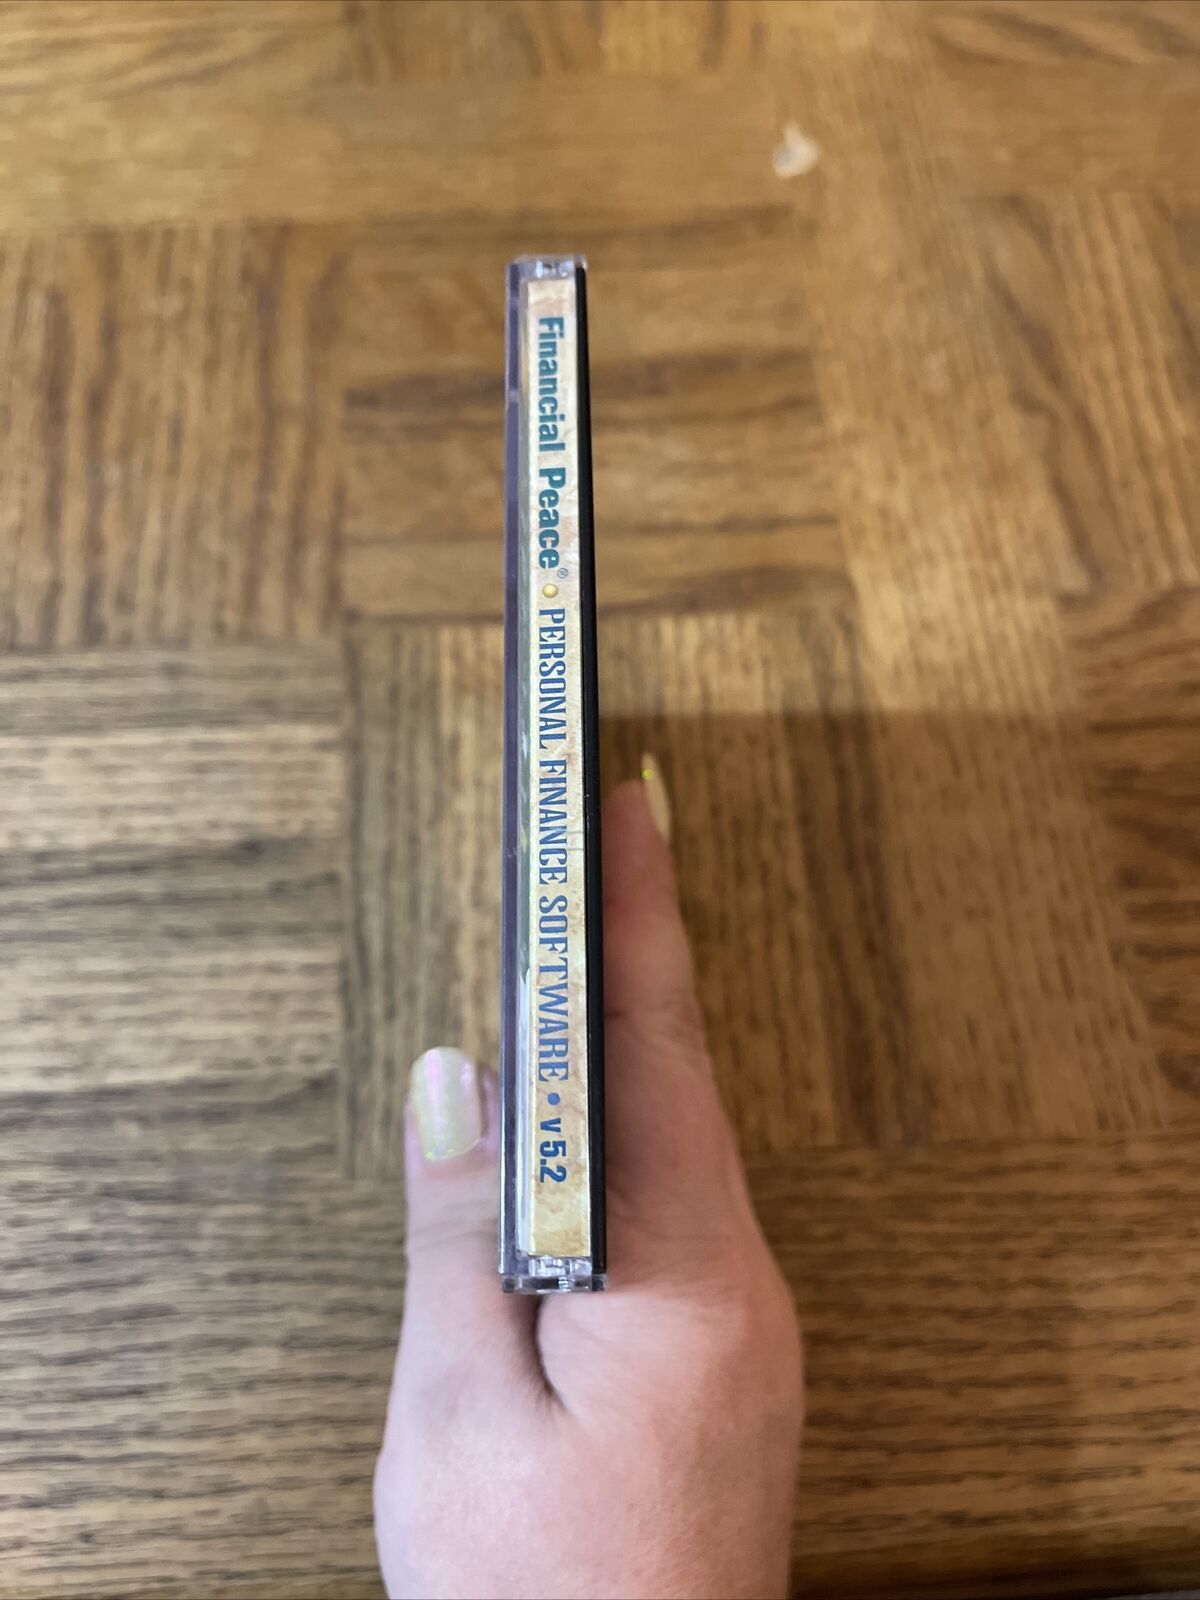 Financial Peace® • PERSONAL FINANCE SOFTWARE • v 5.2